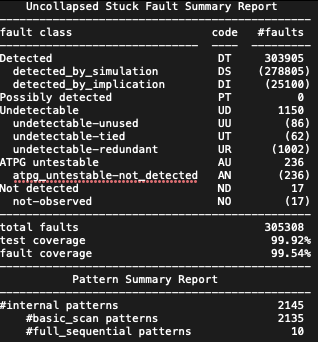 Uncollapsed Stuck Fault Summary Report
-----------------------------------------------
fault class                     code   #faults
------------------------------  ----  ---------
Detected                         DT     303905
  detected_by_simulation         DS    (278805)
  detected_by_implication        DI     (25100)
Possibly detected                PT          0
Undetectable                     UD       1150
  undetectable-unused            UU       (86)
  undetectable-tied              UT       (62)
  undetectable-redundant         UR     (1002)
ATPG untestable                  AU        236
  atpg_untestable-not_detected   AN      (236)
Not detected                     ND         17
  not-observed                   NO       (17)
-----------------------------------------------
total faults                            305308
test coverage                           99.92%
fault coverage                          99.54%
-----------------------------------------------
Pattern Summary Report
-----------------------------------------------
#internal patterns                        2145
    #basic_scan patterns                  2135
    #full_sequential patterns               10